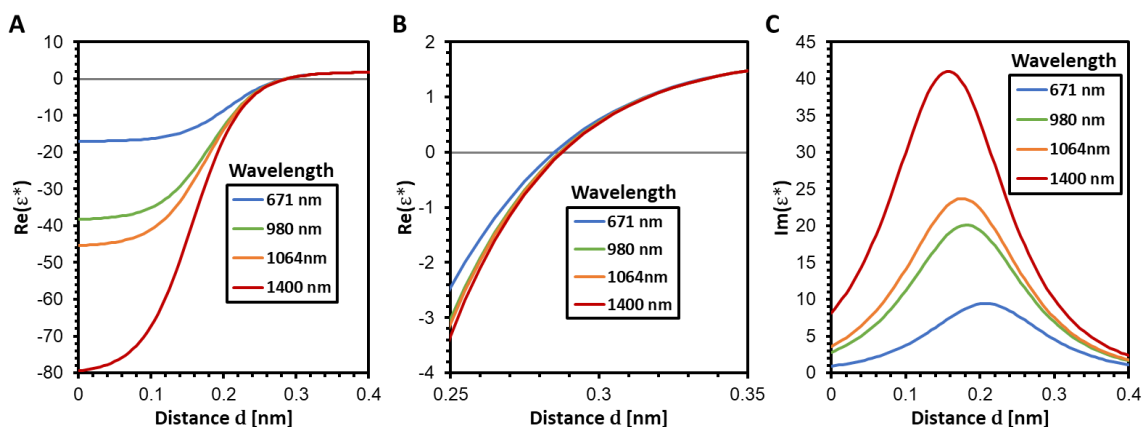 A
Re(ε*)
10
0
-10
-20
-30
-40
-50
-60
-70
-80
0
0.1
0.2
0.3
0.4
Distance d [nm]
Wavelength
671 nm
980 nm
1064nm
1400 nm
B
Re(ε*)
2
1
0
-1
-2
-3
-4
0.25
0.3
0.35
Distance d [nm]
Wavelength
671 nm
980 nm
1064nm
1400 nm
C
Im(ε*)
45
40
35
30
25
20
15
10
5
0
0
0.1
0.2
0.3
0.4
Distance d [nm]
Wavelength
671 nm
980 nm
1064nm
1400 nm